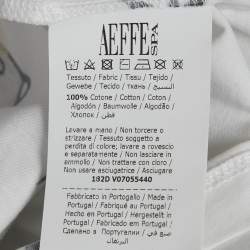 AEFFE SPA
Tessuto / Fabric / Tissu / Tejido /
Gewebe / Tecido / ткань / النسيج
100% Cotone / Cotton / Coton /
Algodón / Baumwolle / Algodão /
Хлопок / قطن
Lavare a mano / Non torcere o
strizzare / Tessuto soggetto a
perdita di colore; lavare a rovescio
e separatamente / Non lasciare in
ammollo / Non trattare con cloro /
Non usare asciugatrici / Asciugare
182D V07055440
Fabbricato in Portogallo / Made in
Portugal / Fabriqué au Portugal /
Hecho en Portugal / Hergestellt in
Portugal / Fabricado em Portugal /
Сделано в Португалии / صنع في
البرتغال